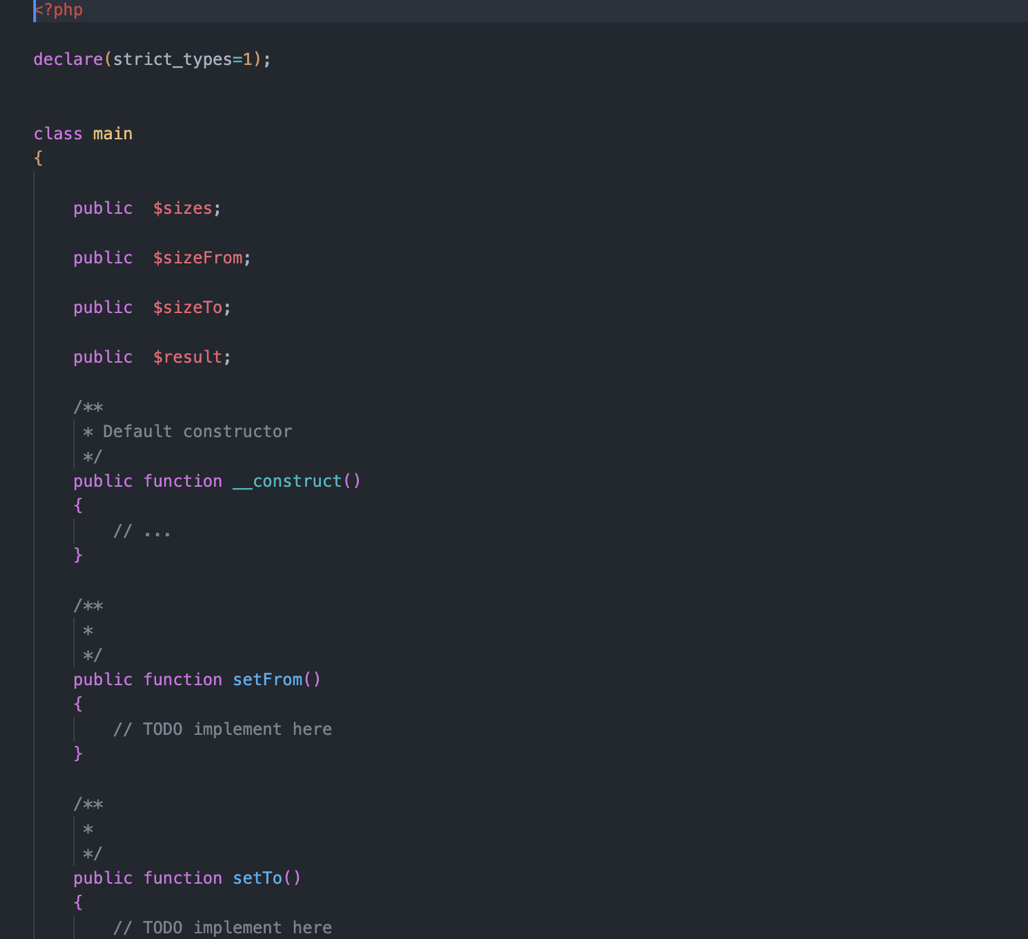 <?php
declare(strict_types=1);
class main
{
public  $sizes;
public  $sizeFrom;
public  $sizeTo;
public  $result;
/**
* Default constructor
*/
public function __construct()
{
// ...
}
/**
*
*/
public function setFrom()
{
// TODO implement here
}
/**
*
*/
public function setTo()
{
// TODO implement here